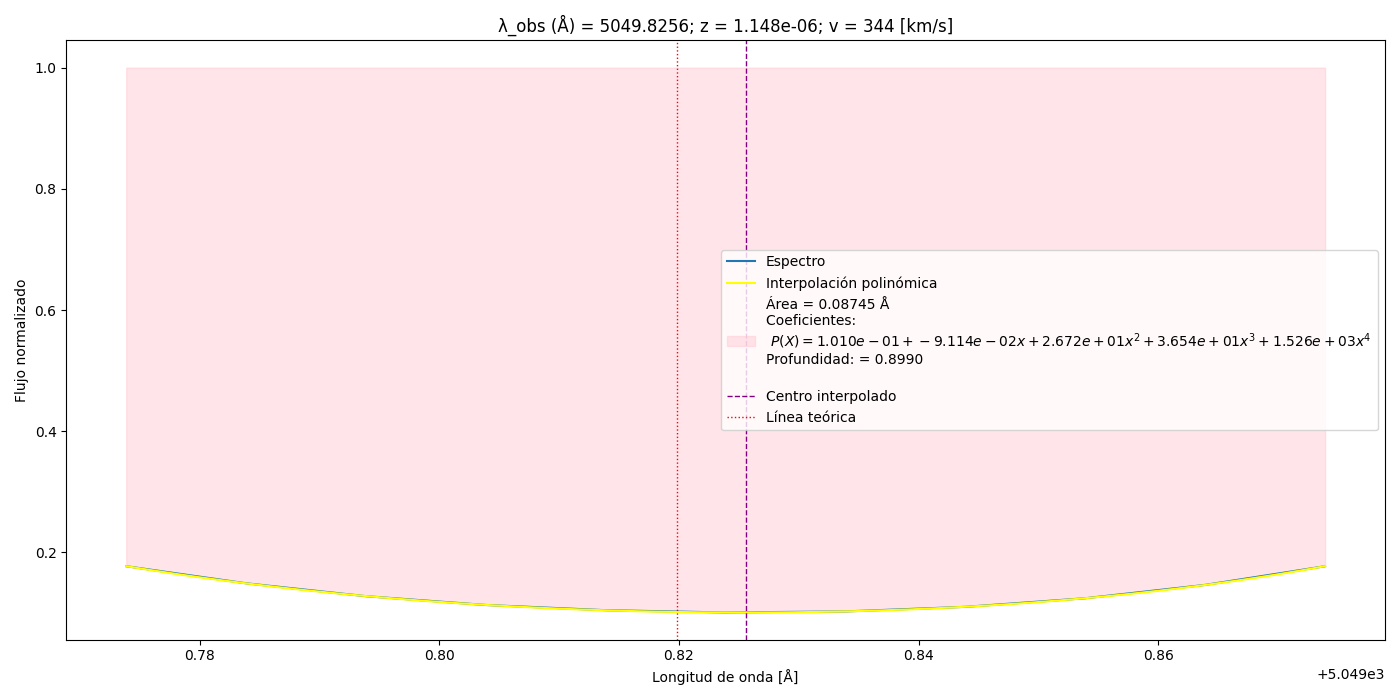 λ_obs (Å) = 5049.8256; z = 1.148e-06; v = 344 [km/s]
Flujo normalizado
1.0
0.8
0.6
0.4
0.2
Espectro
Interpolación polinómica
Área = 0.08745 Å
Coeficientes:
P(X) = 1.010e − 01 + −9.114e − 02x + 2.672e + 01x² + 3.654e + 01x³ + 1.526e + 03x⁴
Profundidad: = 0.8990
Centro interpolado
Línea teórica
0.78 0.80 0.82 0.84 0.86
+5.049e3
Longitud de onda [Å]